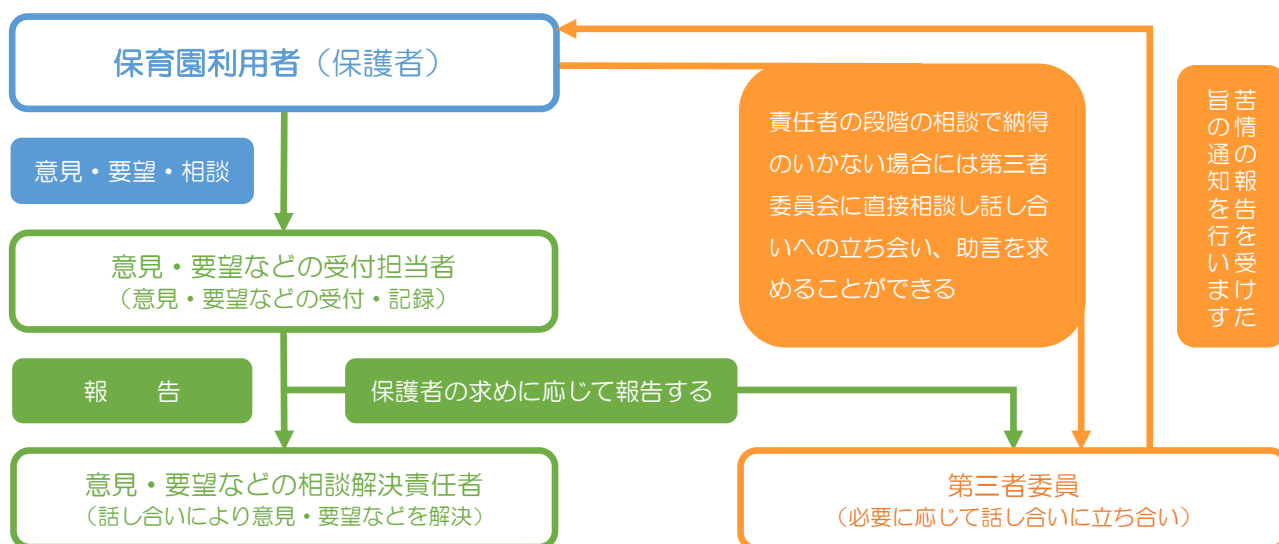 保育園利用者（保護者）
意見・要望・相談
責任者の段階の相談で納得
のいかない場合には第三者
委員会に直接相談し話し合
いへの立ち会い、助言を求
めることができる
苦情の報告を受けた
旨の通知を行います
意見・要望などの受付担当者
（意見・要望などの受付・記録）
報　　告
保護者の求めに応じて報告する
意見・要望などの相談解決責任者
（話し合いにより意見・要望などを解決）
第三者委員
（必要に応じて話し合いに立ち合い）